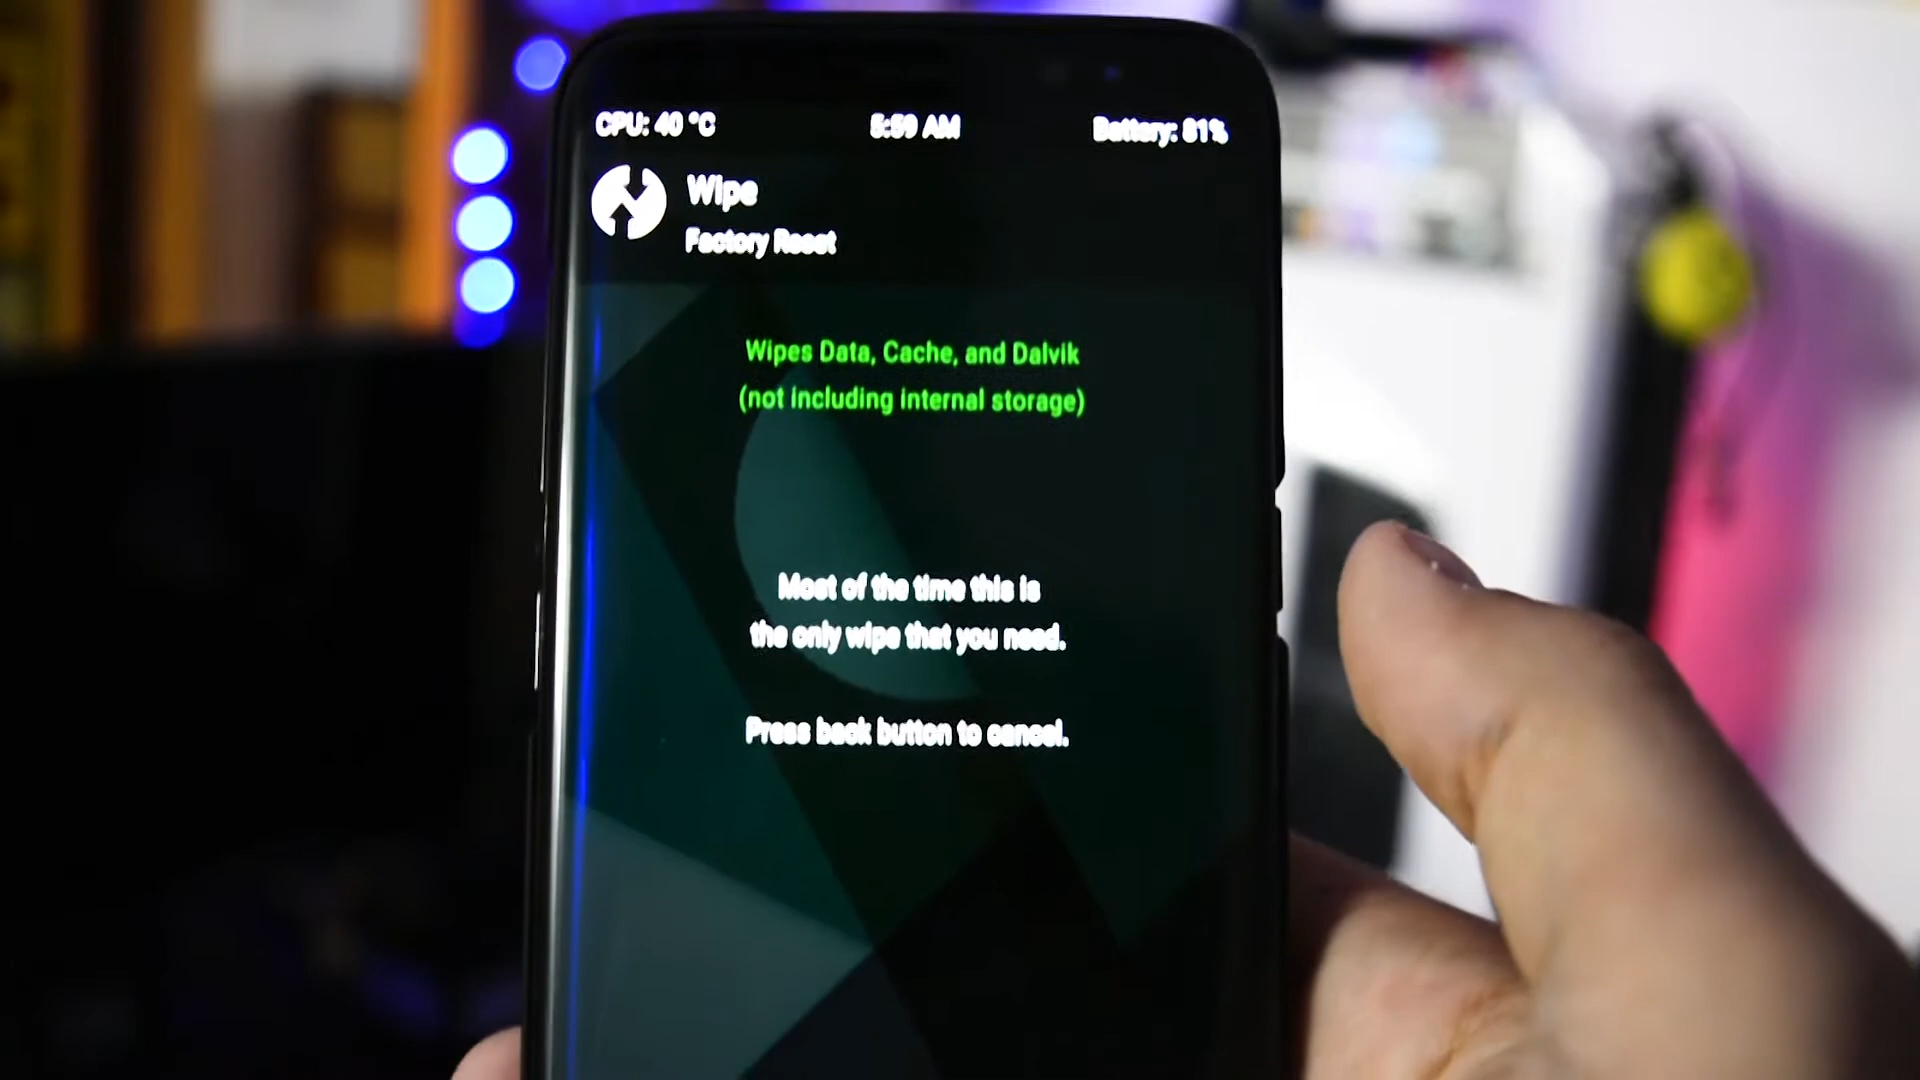 CPU: 40 °C
5:59 AM
Battery: 81%
Wipe
Factory Reset
Wipes Data, Cache, and Dalvik
(not including internal storage)
Most of the time this is
the only wipe that you need.
Press back button to cancel.